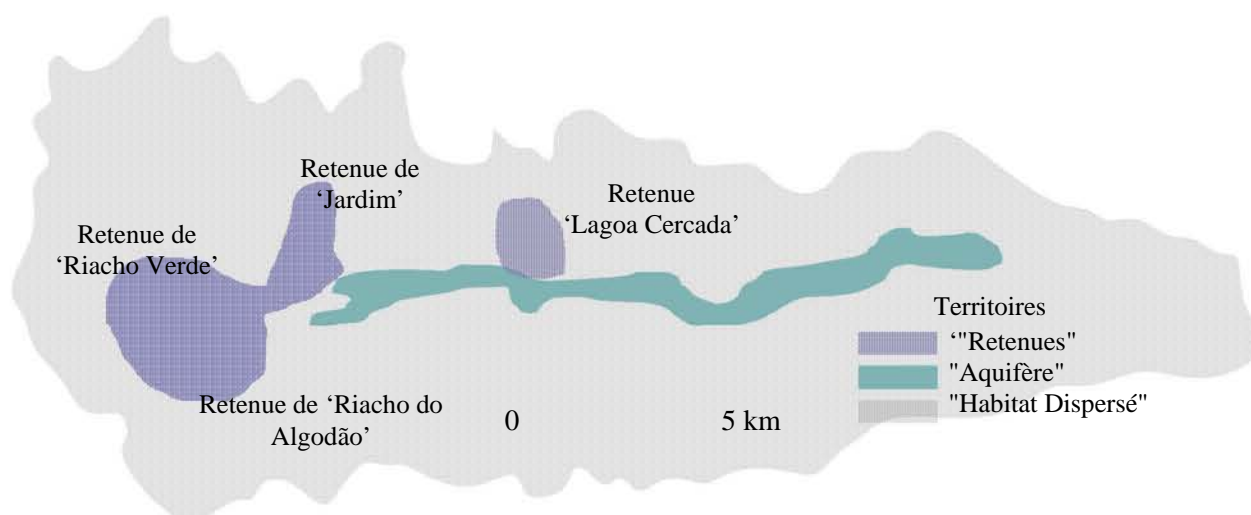 Retenue de
‘Jardim’
Retenue
‘Lagoa Cercada’
Retenue de
‘Riacho Verde’
Retenue de ‘Riacho do
Algodão’
0 5 km
Territoires
‘"Retenues"
"Aquifère"
"Habitat Dispersé"